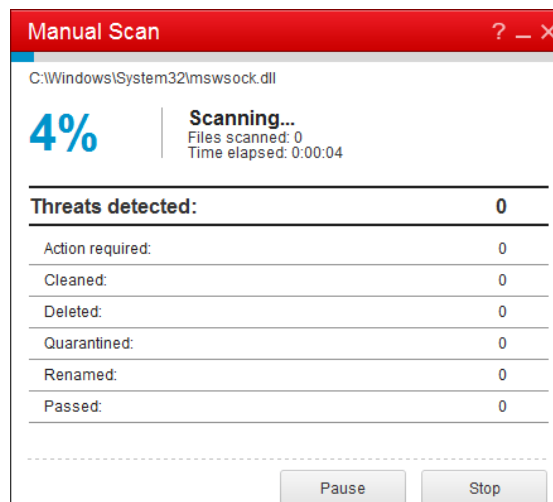 Manual Scan ? _ ×
C:\Windows\System32\mswsock.dll
4%
Scanning...
Files scanned: 0
Time elapsed: 0:00:04
Threats detected: 0
Action required: 0
Cleaned: 0
Deleted: 0
Quarantined: 0
Renamed: 0
Passed: 0
Pause Stop